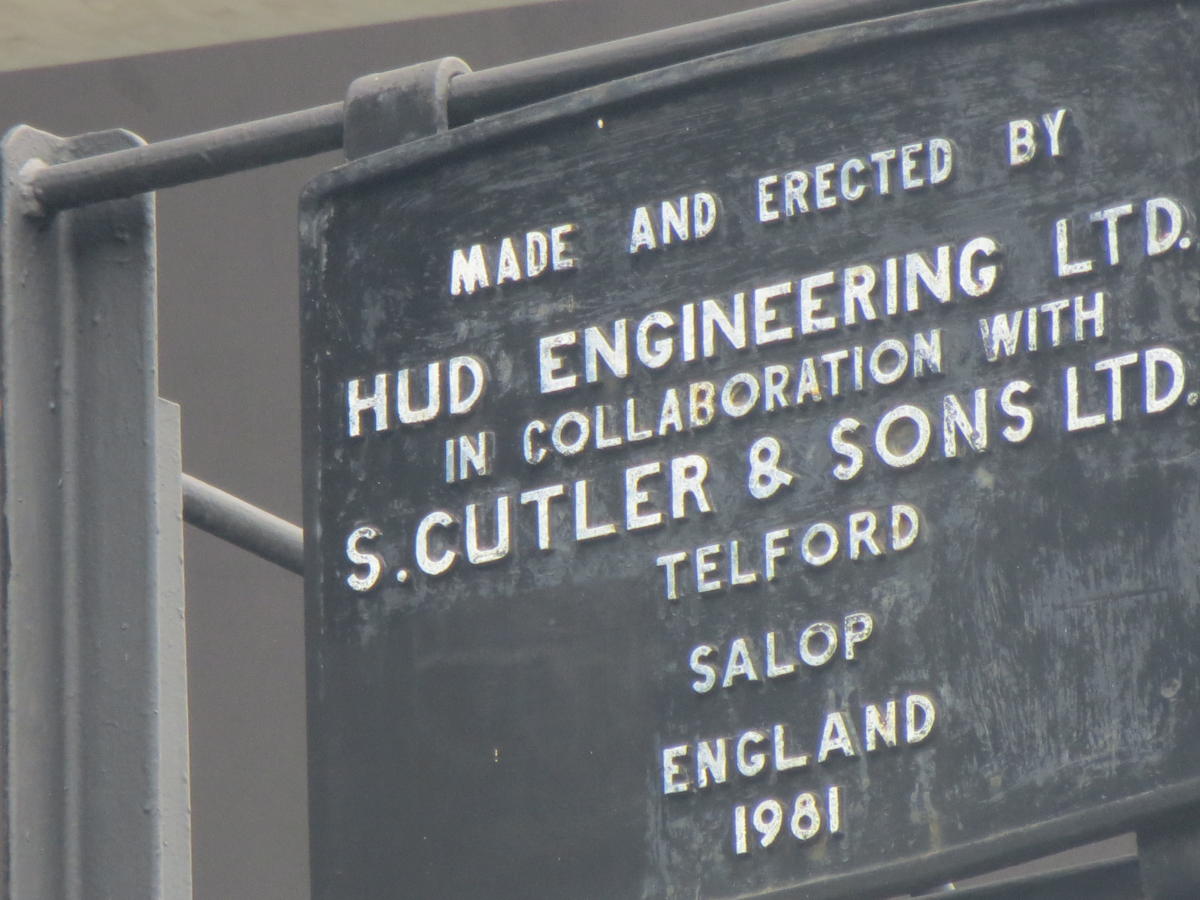 MADE AND ERECTED BY
HUD ENGINEERING LTD.
IN COLLABORATION WITH
S. CUTLER & SONS LTD.
TELFORD
SALOP
ENGLAND
1981